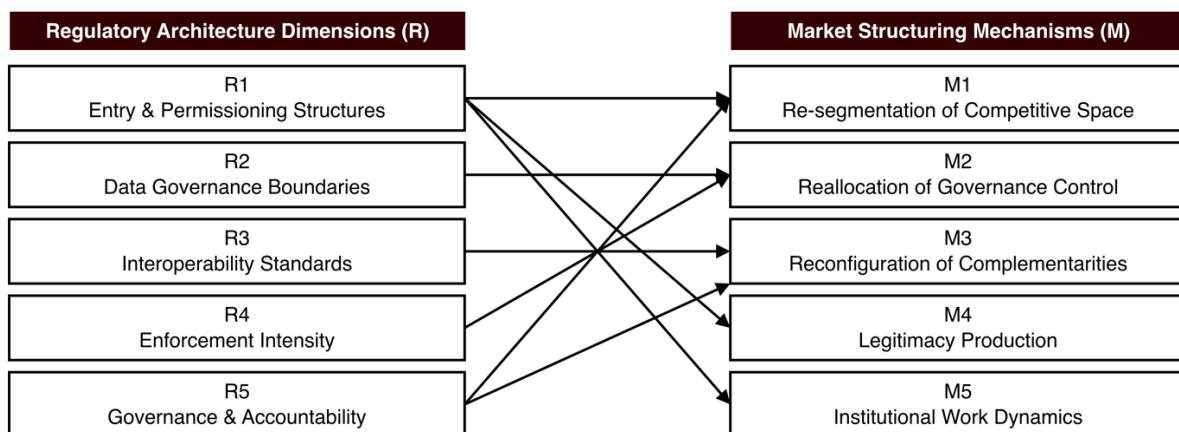 Regulatory Architecture Dimensions (R)
Market Structuring Mechanisms (M)
R1
Entry & Permissioning Structures
M1
Re-segmentation of Competitive Space
R2
Data Governance Boundaries
M2
Reallocation of Governance Control
R3
Interoperability Standards
M3
Reconfiguration of Complementarities
R4
Enforcement Intensity
M4
Legitimacy Production
R5
Governance & Accountability
M5
Institutional Work Dynamics